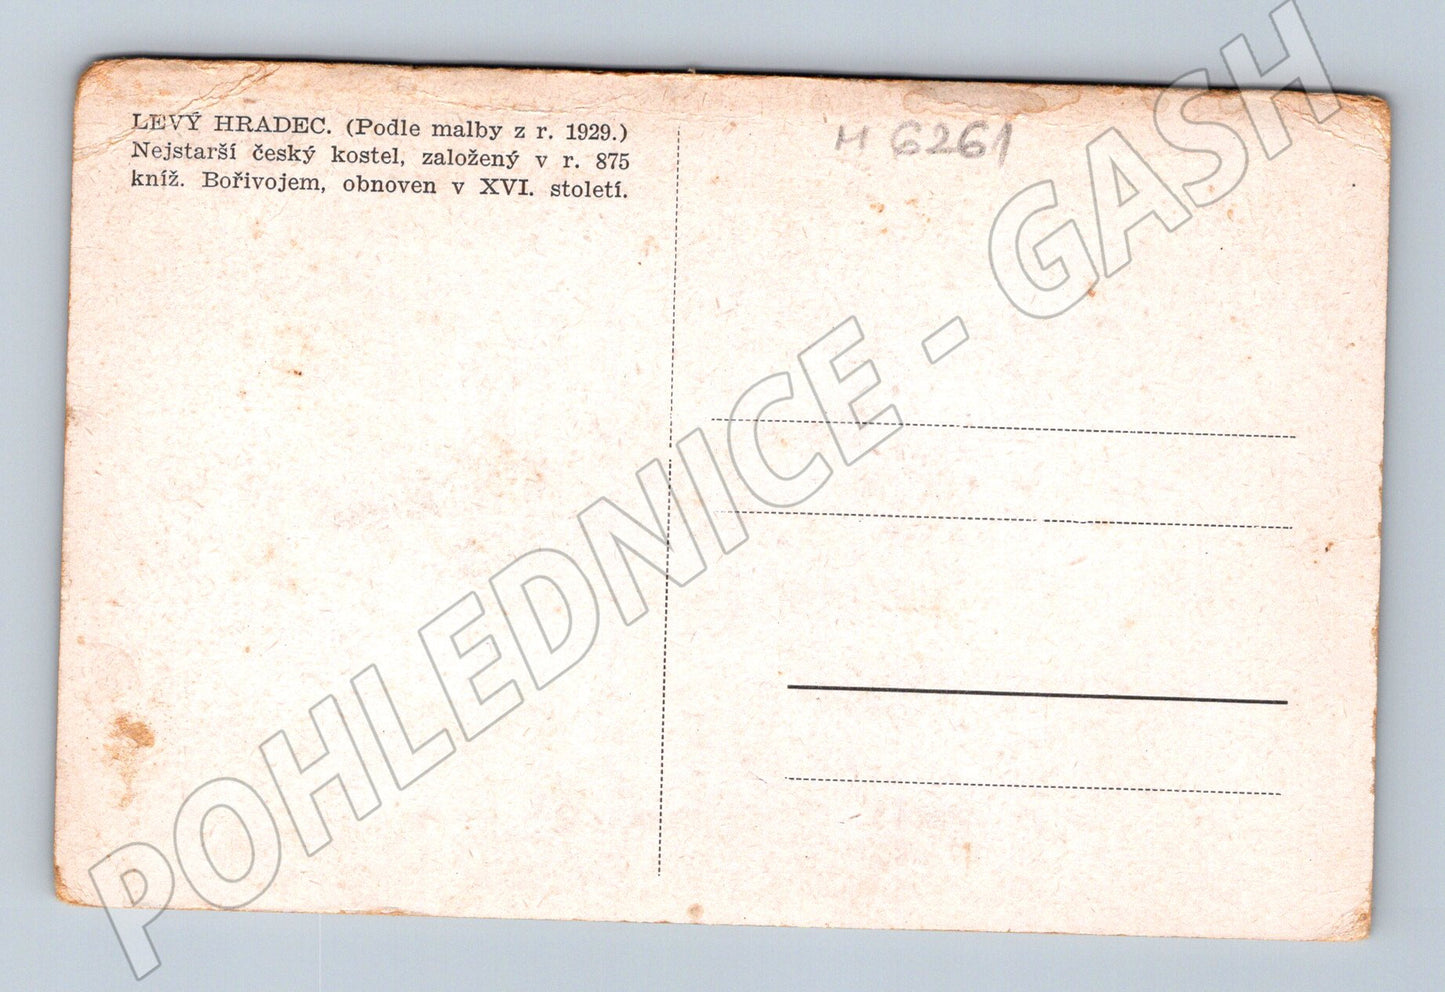 LEVÝ HRADEC. (Podle malby z r. 1929.)
Nejstarší český kostel, založený v r. 875
kníž. Bořivojem, obnoven v XVI. století.
M 6261
POHLEDNICE - GASH